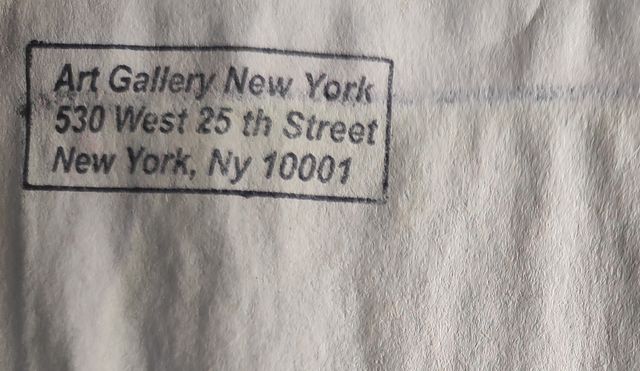 Art Gallery New York
530 West 25 th Street
New York, Ny 10001